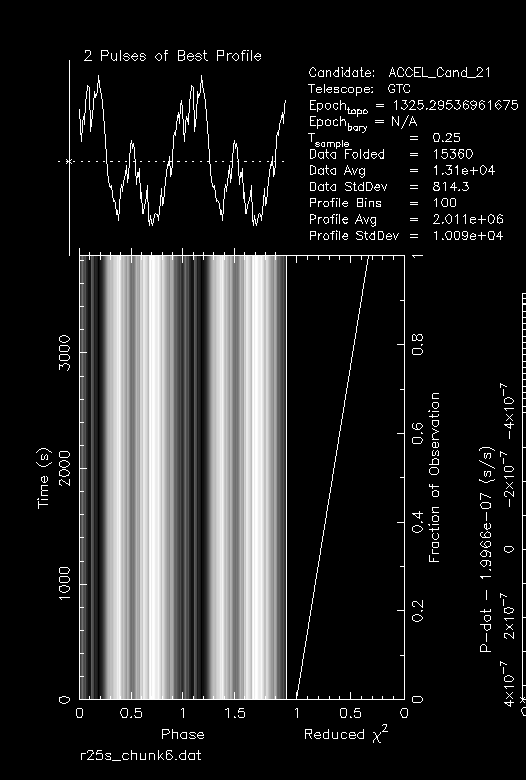 2 Pulses of Best Profile
Candidate: ACCEL_Cand_21
Telescope: GTC
Epoch_topo = 1325.29536961675
Epoch_bary = N/A
T_sample = 0.25
Data Folded = 15360
Data Avg = 1.31e+04
Data StdDev = 814.3
Profile Bins = 100
Profile Avg = 2.011e+06
Profile StdDev = 1.009e+04
Time (s)
0 1000 2000 3000
0 0.5 1 1.5
Phase
1 0.5 0
Reduced χ²
0 0.2 0.4 0.6 0.8 1
Fraction of Observation
P-dot − 1.9966e-07 (s/s)
4×10⁻⁷ 2×10⁻⁷ 0 −2×10⁻⁷ −4×10⁻⁷
r25s_chunk6.dat